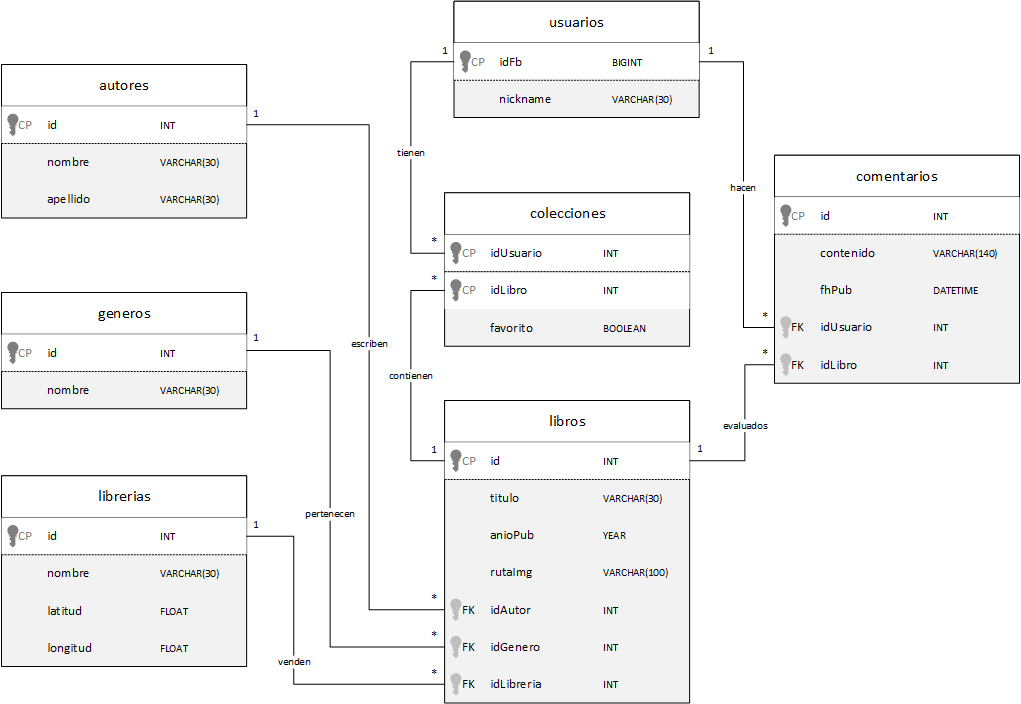 usuarios
1
CP idFb BIGINT
1
nickname VARCHAR(30)
autores
1
CP id INT
nombre VARCHAR(30)
apellido VARCHAR(30)
tienen
hacen
comentarios
CP id INT
contenido VARCHAR(140)
fhPub DATETIME
*
FK idUsuario INT
*
FK idLibro INT
colecciones
*
CP idUsuario INT
*
CP idLibro INT
favorito BOOLEAN
generos
1
CP id INT
nombre VARCHAR(30)
escriben
contienen
evaluados
libros
1
1
CP id INT
titulo VARCHAR(30)
anioPub YEAR
rutaImg VARCHAR(100)
*
FK idAutor INT
*
FK idGenero INT
*
FK idLibreria INT
librerias
1
CP id INT
nombre VARCHAR(30)
latitud FLOAT
longitud FLOAT
pertenecen
venden